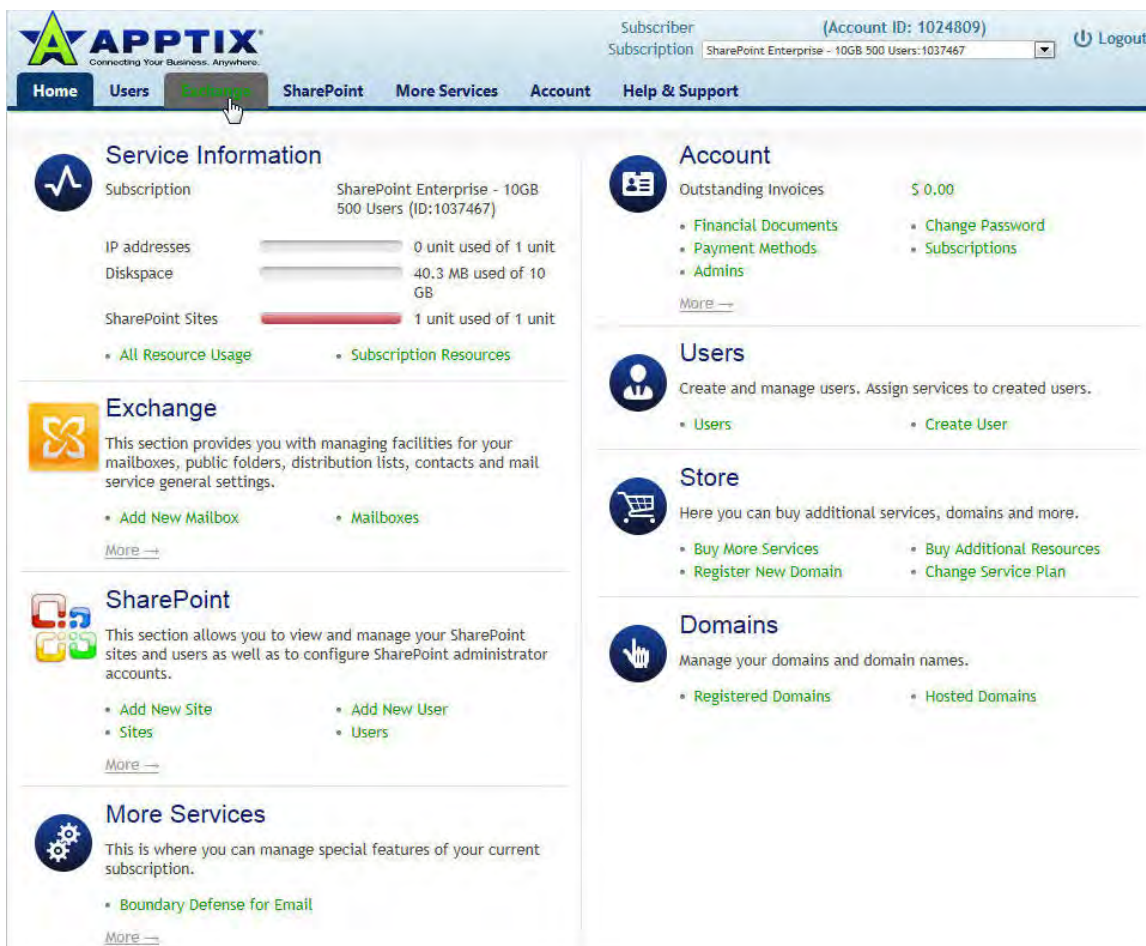 APPTIX
Connecting Your Business. Anywhere.
Subscriber (Account ID: 1024809)
Subscription SharePoint Enterprise - 10GB 500 Users:1037467
Logout
Home Users Exchange SharePoint More Services Account Help & Support
Service Information
Subscription SharePoint Enterprise - 10GB
500 Users (ID:1037467)
IP addresses 0 unit used of 1 unit
Diskspace 40.3 MB used of 10
GB
SharePoint Sites 1 unit used of 1 unit
All Resource Usage Subscription Resources
Exchange
This section provides you with managing facilities for your
mailboxes, public folders, distribution lists, contacts and mail
service general settings.
Add New Mailbox Mailboxes
More →
SharePoint
This section allows you to view and manage your SharePoint
sites and users as well as to configure SharePoint administrator
accounts.
Add New Site Add New User
Sites Users
More →
More Services
This is where you can manage special features of your current
subscription.
Boundary Defense for Email
More →
Account
Outstanding Invoices $ 0.00
Financial Documents Change Password
Payment Methods Subscriptions
Admins
More →
Users
Create and manage users. Assign services to created users.
Users Create User
Store
Here you can buy additional services, domains and more.
Buy More Services Buy Additional Resources
Register New Domain Change Service Plan
Domains
Manage your domains and domain names.
Registered Domains Hosted Domains